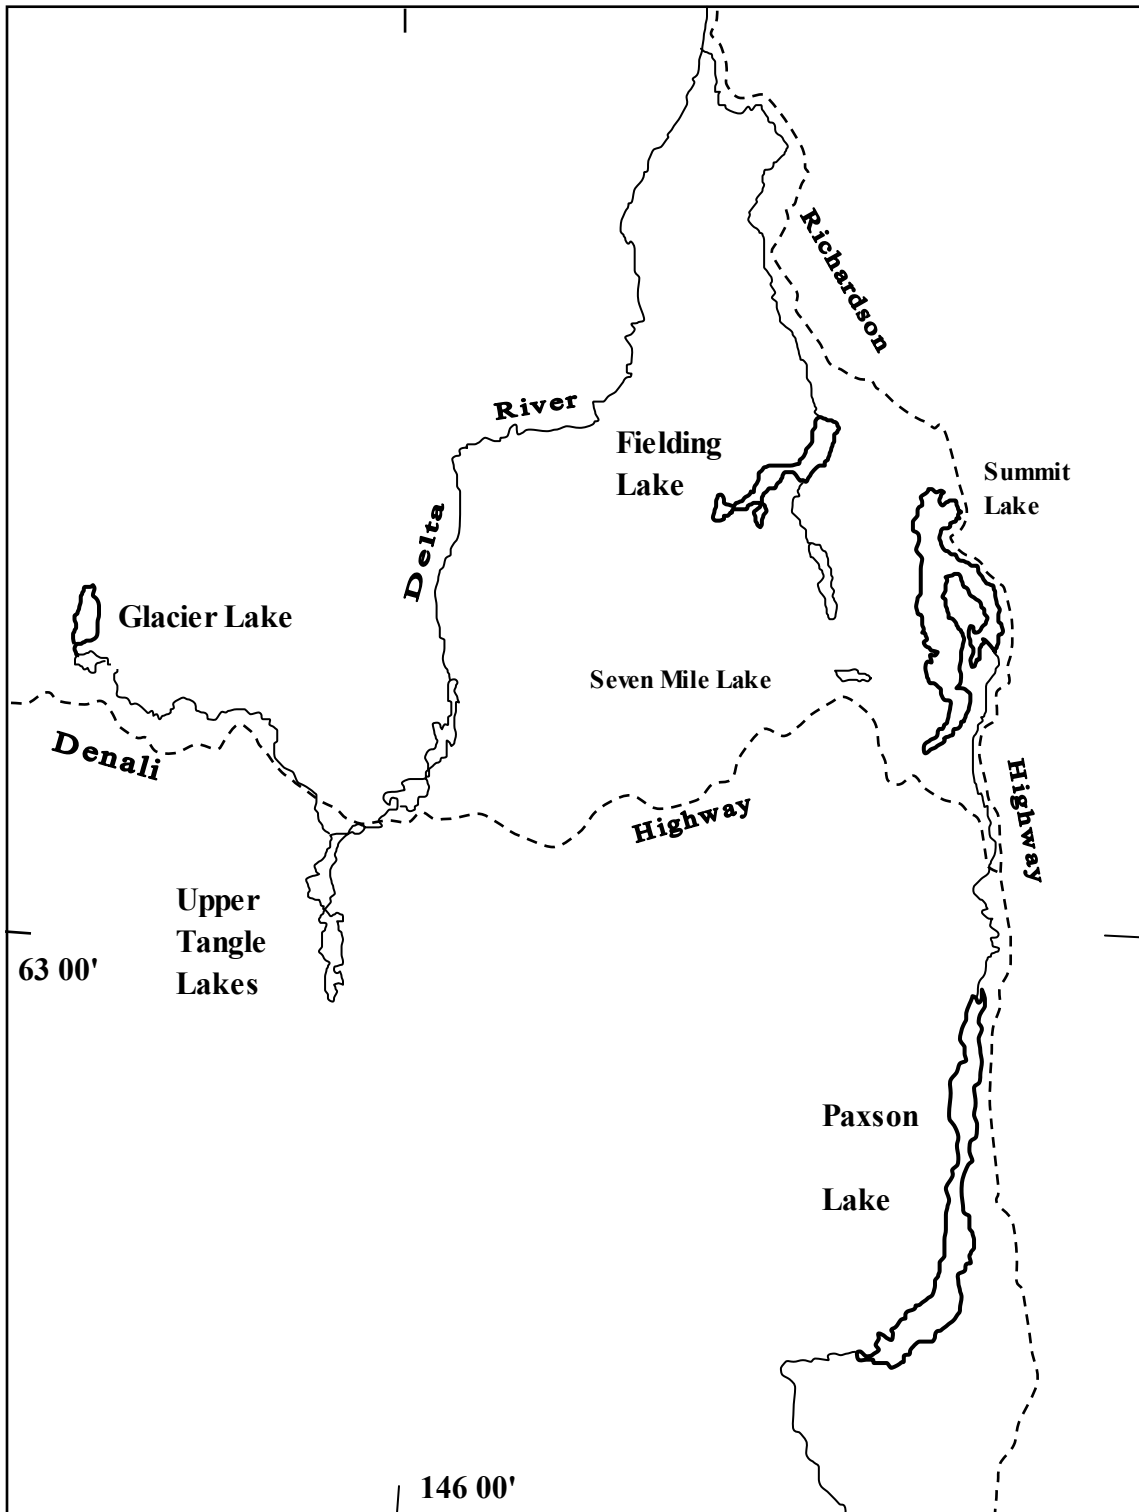 Richardson
River
Fielding
Lake
Summit
Lake
Delta
Glacier Lake
Seven Mile Lake
Denali
Highway
Highway
Upper
Tangle
Lakes
63 00'
Paxson
Lake
146 00'